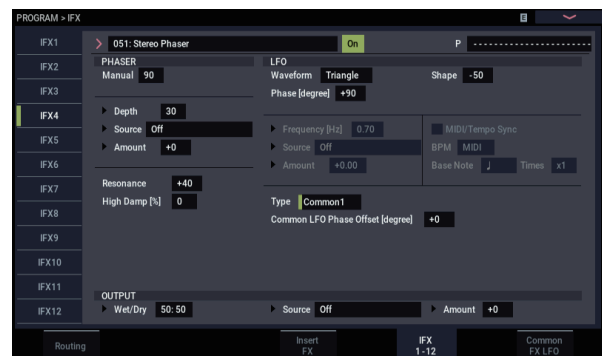 PROGRAM > IFX
IFX1
IFX2
IFX3
IFX4
IFX5
IFX6
IFX7
IFX8
IFX9
IFX10
IFX11
IFX12
051: Stereo Phaser
On
P -----------------------
PHASER
Manual 90
Depth 30
Source Off
Amount +0
Resonance +40
High Damp [%] 0
LFO
Waveform Triangle
Shape -50
Phase [degree] +90
Frequency [Hz] 0.70
Source Off
Amount +0.00
MIDI/Tempo Sync
BPM MIDI
Base Note ♩ Times x1
Type Common1
Common LFO Phase Offset [degree] +0
OUTPUT
Wet/Dry 50:50
Source Off
Amount +0
Routing
Insert
FX
IFX
1-12
Common
FX LFO